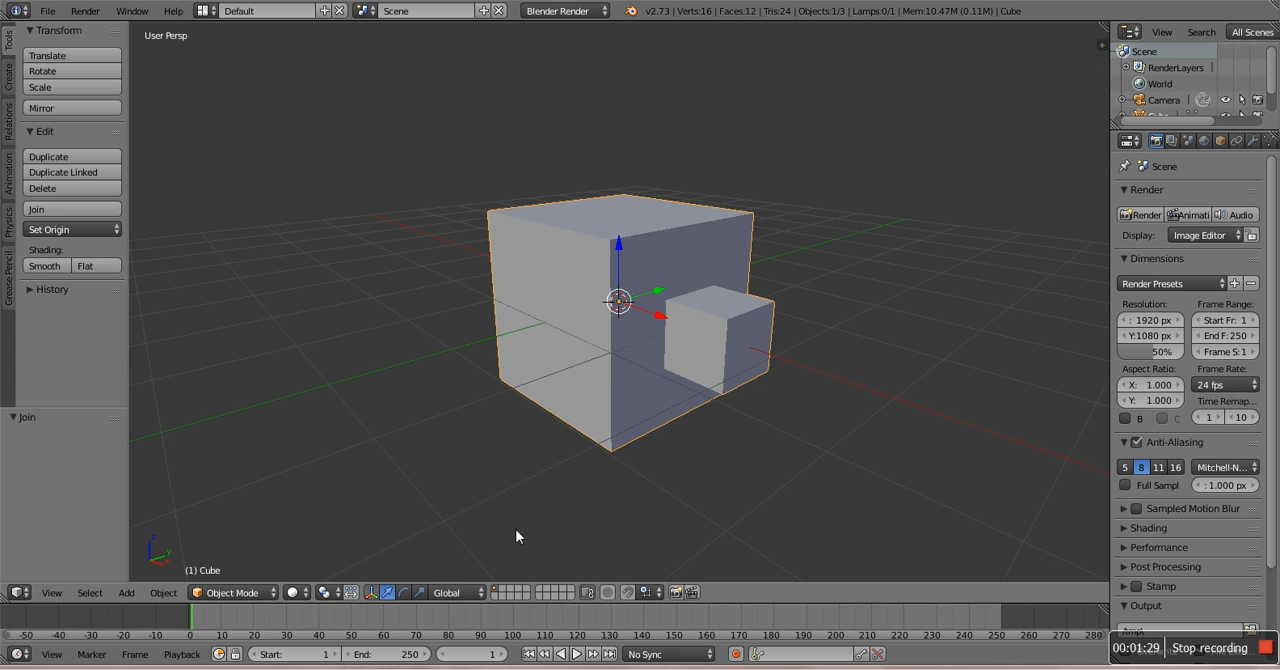 File Render Window Help Default Scene Blender Render v2.73 | Verts:16 | Faces:12 | Tris:24 | Objects:1/3 | Lamps:0/1 | Mem:10.47M (0.11M) | Cube
Tools
Create
Relations
Animation
Physics
Grease Pencil
Transform
Translate
Rotate
Scale
Mirror
Edit
Duplicate
Duplicate Linked
Delete
Join
Set Origin
Shading:
Smooth Flat
History
Join
User Persp
z
y
(1) Cube
View Search All Scenes
Scene
RenderLayers
World
Camera
Scene
Render
Render Animati Audio
Display: Image Editor
Dimensions
Render Presets
Resolution: Frame Range:
: 1920 px Start Fr: 1
Y:1080 px End F:250
50% Frame S:1
Aspect Ratio: Frame Rate:
X: 1.000 24 fps
Y: 1.000 Time Remap...
B C 1 10
Anti-Aliasing
5 8 11 16 Mitchell-N...
Full Sampl : 1.000 px
Sampled Motion Blur
Shading
Performance
Post Processing
Stamp
Output
View Select Add Object Object Mode Global
-50 -40 -30 -20 -10 0 10 20 30 40 50 60 70 80 90 100 110 120 130 140 150 160 170 180 190 200 210 220 230 240 250 260 270 280
View Marker Frame Playback Start: 1 End: 250 1 No Sync
00:01:29 Stop recording